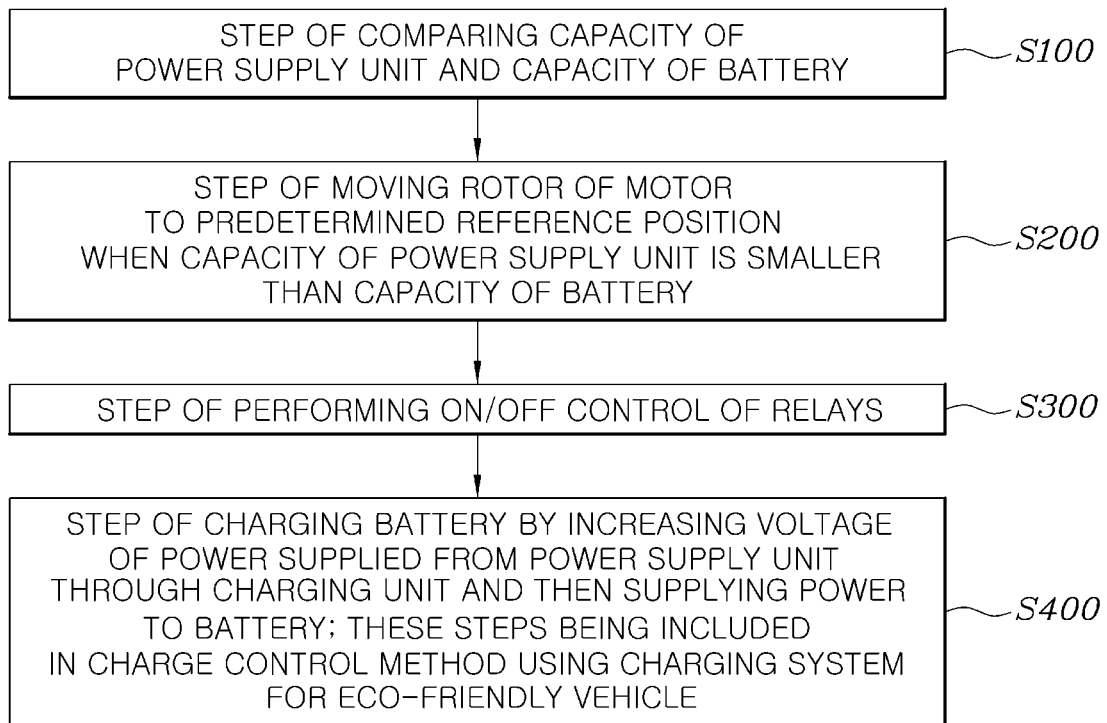 STEP OF COMPARING CAPACITY OF
POWER SUPPLY UNIT AND CAPACITY OF BATTERY
S100
STEP OF MOVING ROTOR OF MOTOR
TO PREDETERMINED REFERENCE POSITION
WHEN CAPACITY OF POWER SUPPLY UNIT IS SMALLER
THAN CAPACITY OF BATTERY
S200
STEP OF PERFORMING ON/OFF CONTROL OF RELAYS
S300
STEP OF CHARGING BATTERY BY INCREASING VOLTAGE
OF POWER SUPPLIED FROM POWER SUPPLY UNIT
THROUGH CHARGING UNIT AND THEN SUPPLYING POWER
TO BATTERY; THESE STEPS BEING INCLUDED
IN CHARGE CONTROL METHOD USING CHARGING SYSTEM
FOR ECO-FRIENDLY VEHICLE
S400